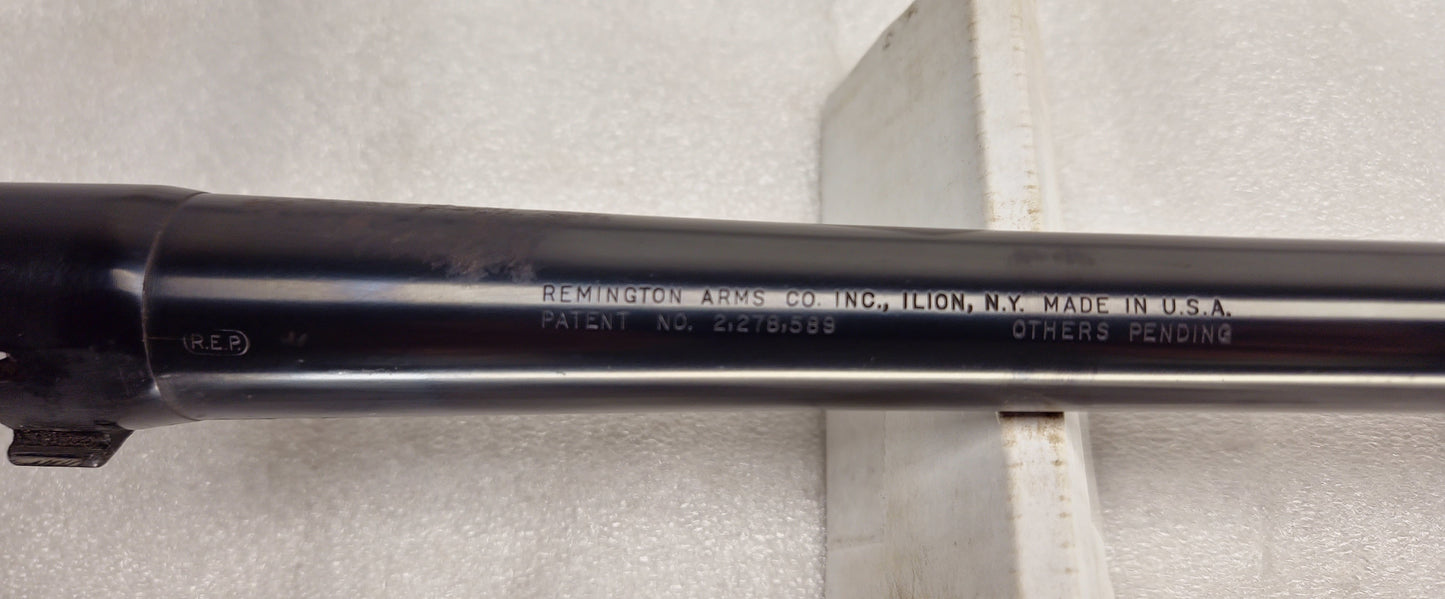 REMINGTON ARMS CO. INC., ILION, N.Y. MADE IN U.S.A.
PATENT NO. 2,278,589 OTHERS PENDING
R.E.P.